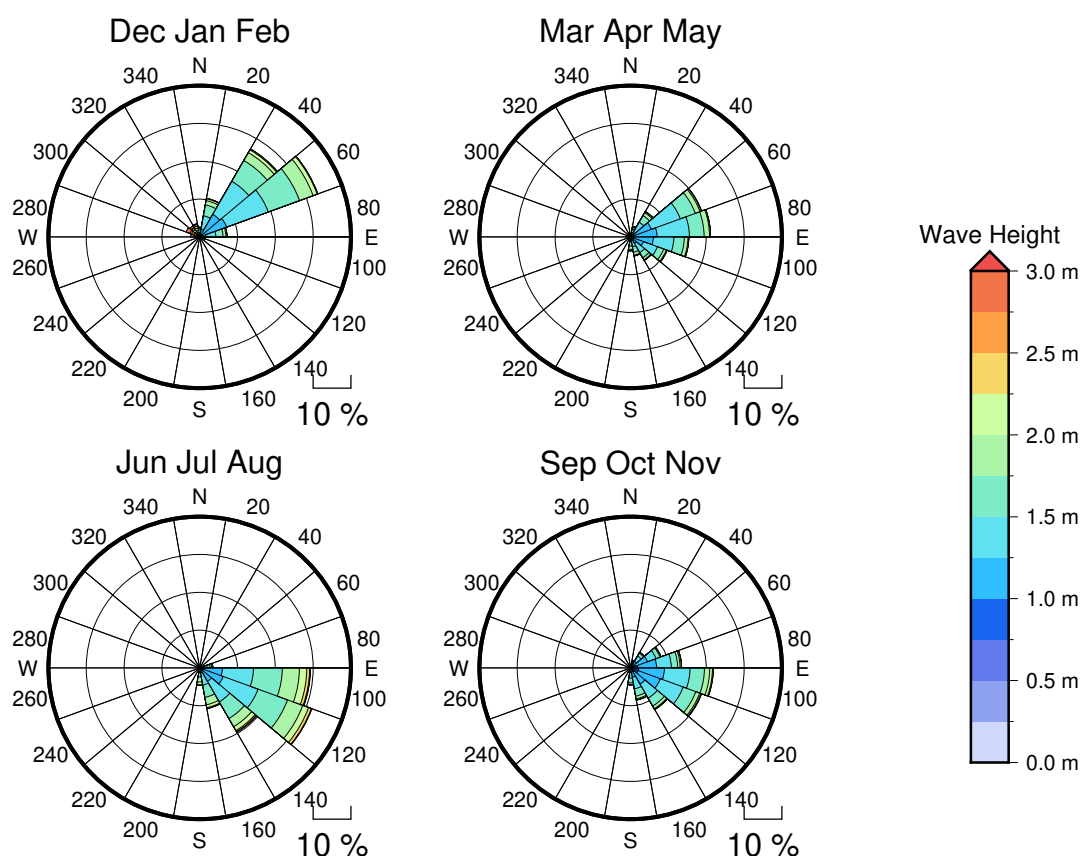 Dec Jan Feb
N
20
40
60
80
E
100
120
140
160
S
200
220
240
260
W
280
300
320
340
10 %
Mar Apr May
N
20
40
60
80
E
100
120
140
160
S
200
220
240
260
W
280
300
320
340
10 %
Jun Jul Aug
N
20
40
60
80
E
100
120
140
160
S
200
220
240
260
W
280
300
320
340
10 %
Sep Oct Nov
N
20
40
60
80
E
100
120
140
160
S
200
220
240
260
W
280
300
320
340
10 %
Wave Height
3.0 m
2.5 m
2.0 m
1.5 m
1.0 m
0.5 m
0.0 m